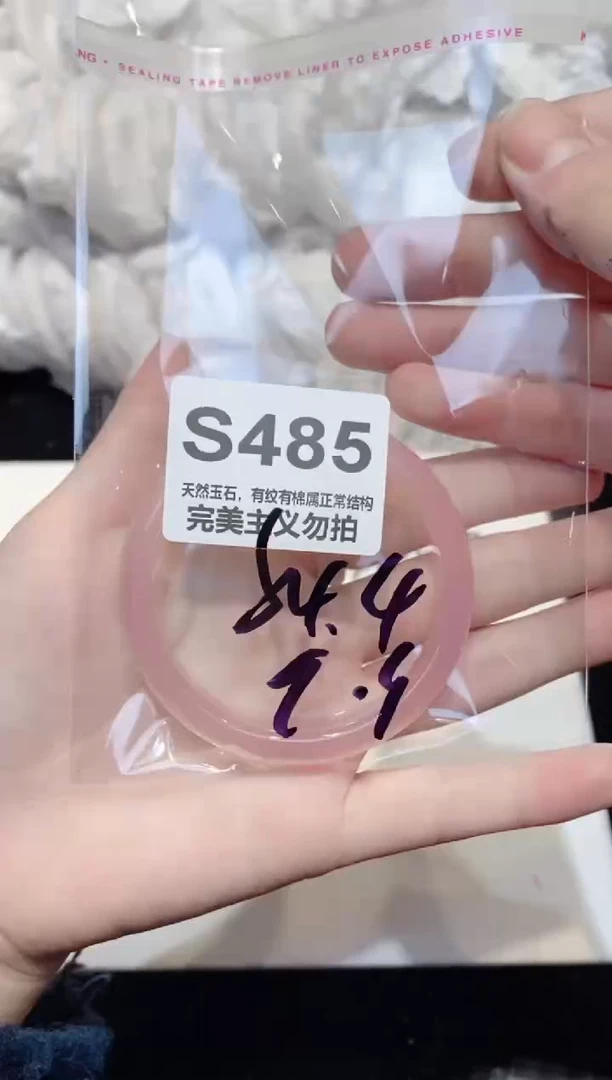 NG • SEALING TAPE REMOVE LINER TO EXPOSE ADHESIVE
S485
天然玉石，有纹有棉属正常结构
完美主义勿拍
54.4
9.9